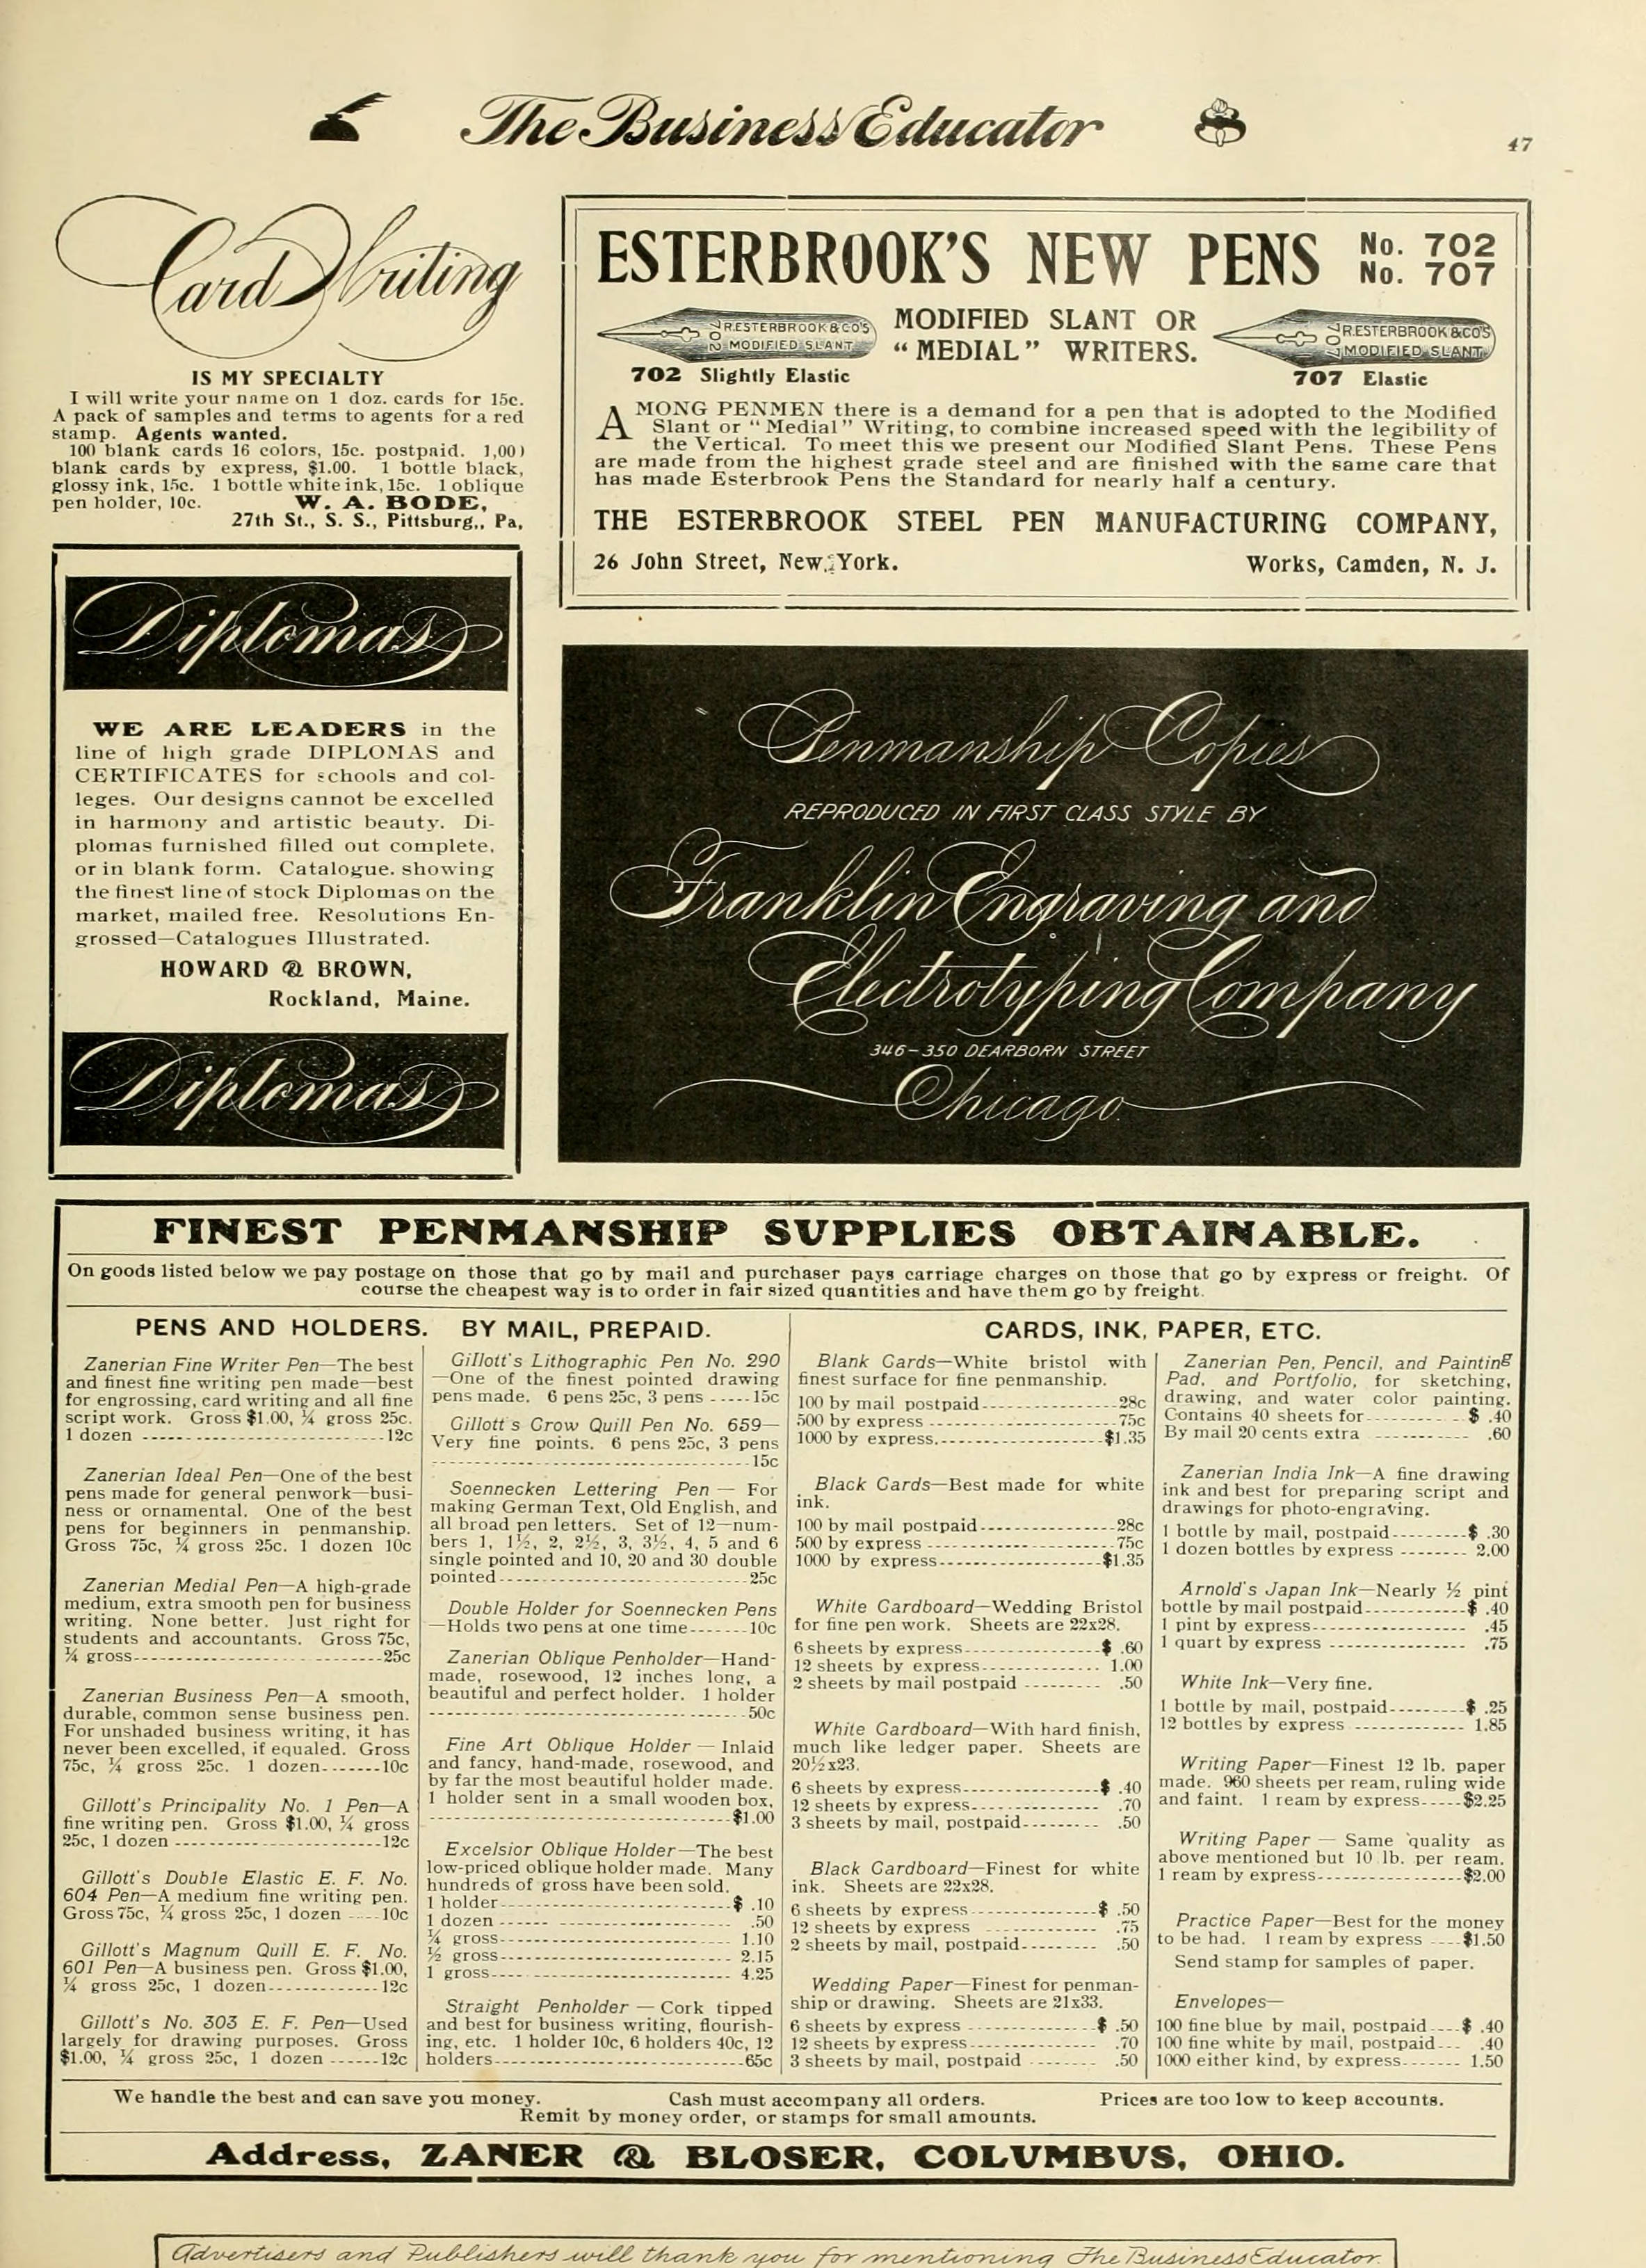 The Business Educator
47
Card Writing
IS MY SPECIALTY
I will write your name on 1 doz. cards for 15c.
A pack of samples and terms to agents for a red
stamp. Agents wanted.
100 blank cards 16 colors, 15c. postpaid. 1,00)
blank cards by express, $1.00. 1 bottle black,
glossy ink, 15c. 1 bottle white ink, 15c. 1 oblique
pen holder, 10c. W. A. BODE,
27th St., S. S., Pittsburg,, Pa,
ESTERBROOK'S NEW PENS No. 702
No. 707
702 R.ESTERBROOK & CO'S
MODIFIED SLANT
MODIFIED SLANT OR
"MEDIAL" WRITERS.
707 R.ESTERBROOK & CO'S
MODIFIED SLANT
702 Slightly Elastic
707 Elastic
AMONG PENMEN there is a demand for a pen that is adopted to the Modified
Slant or "Medial" Writing, to combine increased speed with the legibility of
the Vertical. To meet this we present our Modified Slant Pens. These Pens
are made from the highest grade steel and are finished with the same care that
has made Esterbrook Pens the Standard for nearly half a century.
THE ESTERBROOK STEEL PEN MANUFACTURING COMPANY,
26 John Street, New York. Works, Camden, N. J.
Diplomas
WE ARE LEADERS in the
line of high grade DIPLOMAS and
CERTIFICATES for schools and col-
leges. Our designs cannot be excelled
in harmony and artistic beauty. Di-
plomas furnished filled out complete,
or in blank form. Catalogue. showing
the finest line of stock Diplomas on the
market, mailed free. Resolutions En-
grossed—Catalogues Illustrated.
HOWARD & BROWN,
Rockland, Maine.
Diplomas
Penmanship Copies
REPRODUCED IN FIRST CLASS STYLE BY
Franklin Engraving and
Electrotyping Company
346-350 DEARBORN STREET
Chicago.
FINEST PENMANSHIP SUPPLIES OBTAINABLE.
On goods listed below we pay postage on those that go by mail and purchaser pays carriage charges on those that go by express or freight. Of
course the cheapest way is to order in fair sized quantities and have them go by freight.
PENS AND HOLDERS. BY MAIL, PREPAID.
Zanerian Fine Writer Pen—The best
and finest fine writing pen made—best
for engrossing, card writing and all fine
script work. Gross $1.00, ¼ gross 25c.
1 dozen ----- 12c
Zanerian Ideal Pen—One of the best
pens made for general penwork—busi-
ness or ornamental. One of the best
pens for beginners in penmanship.
Gross 75c, ¼ gross 25c. 1 dozen 10c
Zanerian Medial Pen—A high-grade
medium, extra smooth pen for business
writing. None better. Just right for
students and accountants. Gross 75c,
¼ gross ----- 25c
Zanerian Business Pen—A smooth,
durable, common sense business pen.
For unshaded business writing, it has
never been excelled, if equaled. Gross
75c, ¼ gross 25c. 1 dozen ----- 10c
Gillott's Principality No. 1 Pen—A
fine writing pen. Gross $1.00, ¼ gross
25c, 1 dozen ----- 12c
Gillott's Double Elastic E. F. No.
604 Pen—A medium fine writing pen.
Gross 75c, ¼ gross 25c, 1 dozen ----- 10c
Gillott's Magnum Quill E. F. No.
601 Pen—A business pen. Gross $1.00,
¼ gross 25c, 1 dozen ----- 12c
Gillott's No. 303 E. F. Pen—Used
largely for drawing purposes. Gross
$1.00, ¼ gross 25c, 1 dozen ----- 12c
Gillott's Lithographic Pen No. 290
—One of the finest pointed drawing
pens made. 6 pens 25c, 3 pens ----- 15c
Gillott's Crow Quill Pen No. 659—
Very fine points. 6 pens 25c, 3 pens
----- 15c
Soennecken Lettering Pen — For
making German Text, Old English, and
all broad pen letters. Set of 12—num-
bers 1, 1½, 2, 2½, 3, 3½, 4, 5 and 6
single pointed and 10, 20 and 30 double
pointed ----- 25c
Double Holder for Soennecken Pens
—Holds two pens at one time ----- 10c
Zanerian Oblique Penholder—Hand-
made, rosewood, 12 inches long, a
beautiful and perfect holder. 1 holder
----- 50c
Fine Art Oblique Holder — Inlaid
and fancy, hand-made, rosewood, and
by far the most beautiful holder made.
1 holder sent in a small wooden box,
----- $1.00
Excelsior Oblique Holder—The best
low-priced oblique holder made. Many
hundreds of gross have been sold.
1 holder ----- $ .10
1 dozen ----- .50
¼ gross ----- 1.10
½ gross ----- 2.15
1 gross ----- 4.25
Straight Penholder — Cork tipped
and best for business writing, flourish-
ing, etc. 1 holder 10c, 6 holders 40c, 12
holders ----- 65c
CARDS, INK, PAPER, ETC.
Blank Cards—White bristol with
finest surface for fine penmanship.
100 by mail postpaid ----- 28c
500 by express ----- 75c
1000 by express. ----- $1.35
Black Cards—Best made for white
ink.
100 by mail postpaid ----- 28c
500 by express ----- 75c
1000 by express ----- $1.35
White Cardboard—Wedding Bristol
for fine pen work. Sheets are 22x28.
6 sheets by express ----- $ .60
12 sheets by express ----- 1.00
2 sheets by mail postpaid ----- .50
White Cardboard—With hard finish,
much like ledger paper. Sheets are
20½x23.
6 sheets by express ----- $ .40
12 sheets by express ----- .70
3 sheets by mail, postpaid ----- .50
Black Cardboard—Finest for white
ink. Sheets are 22x28.
6 sheets by express ----- $ .50
12 sheets by express ----- .75
2 sheets by mail, postpaid ----- .50
Wedding Paper—Finest for penman-
ship or drawing. Sheets are 21x33.
6 sheets by express ----- $ .50
12 sheets by express ----- .70
3 sheets by mail, postpaid ----- .50
Zanerian Pen, Pencil, and Painting
Pad, and Portfolio, for sketching,
drawing, and water color painting.
Contains 40 sheets for ----- $ .40
By mail 20 cents extra ----- .60
Zanerian India Ink—A fine drawing
ink and best for preparing script and
drawings for photo-engraving.
1 bottle by mail, postpaid ----- $ .30
1 dozen bottles by express ----- 2.00
Arnold's Japan Ink—Nearly ½ pint
bottle by mail postpaid ----- $ .40
1 pint by express ----- .45
1 quart by express ----- .75
White Ink—Very fine.
1 bottle by mail, postpaid ----- $ .25
12 bottles by express ----- 1.85
Writing Paper—Finest 12 lb. paper
made. 960 sheets per ream, ruling wide
and faint. 1 ream by express ----- $2.25
Writing Paper — Same quality as
above mentioned but 10 lb. per ream.
1 ream by express ----- $2.00
Practice Paper—Best for the money
to be had. 1 ream by express ----- $1.50
Send stamp for samples of paper.
Envelopes—
100 fine blue by mail, postpaid ----- $ .40
100 fine white by mail, postpaid ----- .40
1000 either kind, by express ----- 1.50
We handle the best and can save you money. Cash must accompany all orders. Prices are too low to keep accounts.
Remit by money order, or stamps for small amounts.
Address, ZANER & BLOSER, COLUMBUS, OHIO.
Advertisers and Publishers will thank you for mentioning The Business Educator.